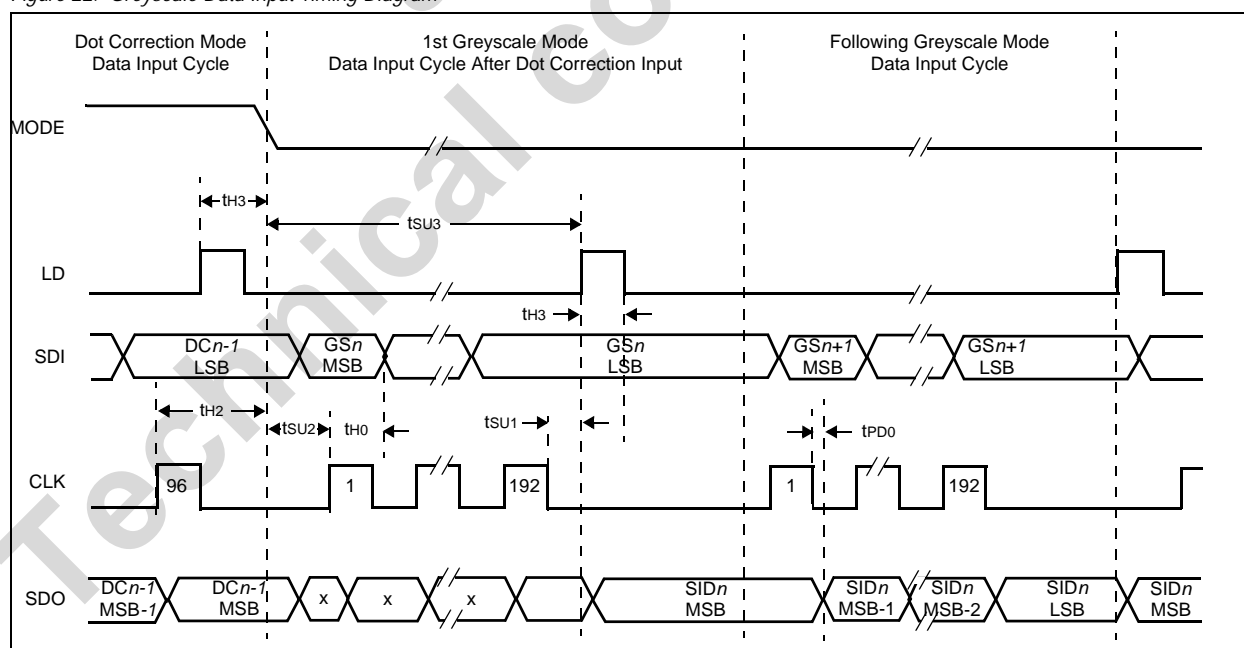 Figure 22. Greyscale Data Input Timing Diagram
Dot Correction Mode
Data Input Cycle
1st Greyscale Mode
Data Input Cycle After Dot Correction Input
Following Greyscale Mode
Data Input Cycle
MODE
tH3
tSU3
LD
tH3
SDI
DCn-1
LSB
GSn
MSB
GSn
LSB
GSn+1
MSB
GSn+1
LSB
tH2
tSU2
tH0
tSU1
tPD0
CLK
96
1
192
1
192
SDO
DCn-1
MSB-1
DCn-1
MSB
x
x
x
SIDn
MSB
SIDn
MSB-1
SIDn
MSB-2
SIDn
LSB
SIDn
MSB
Technical co